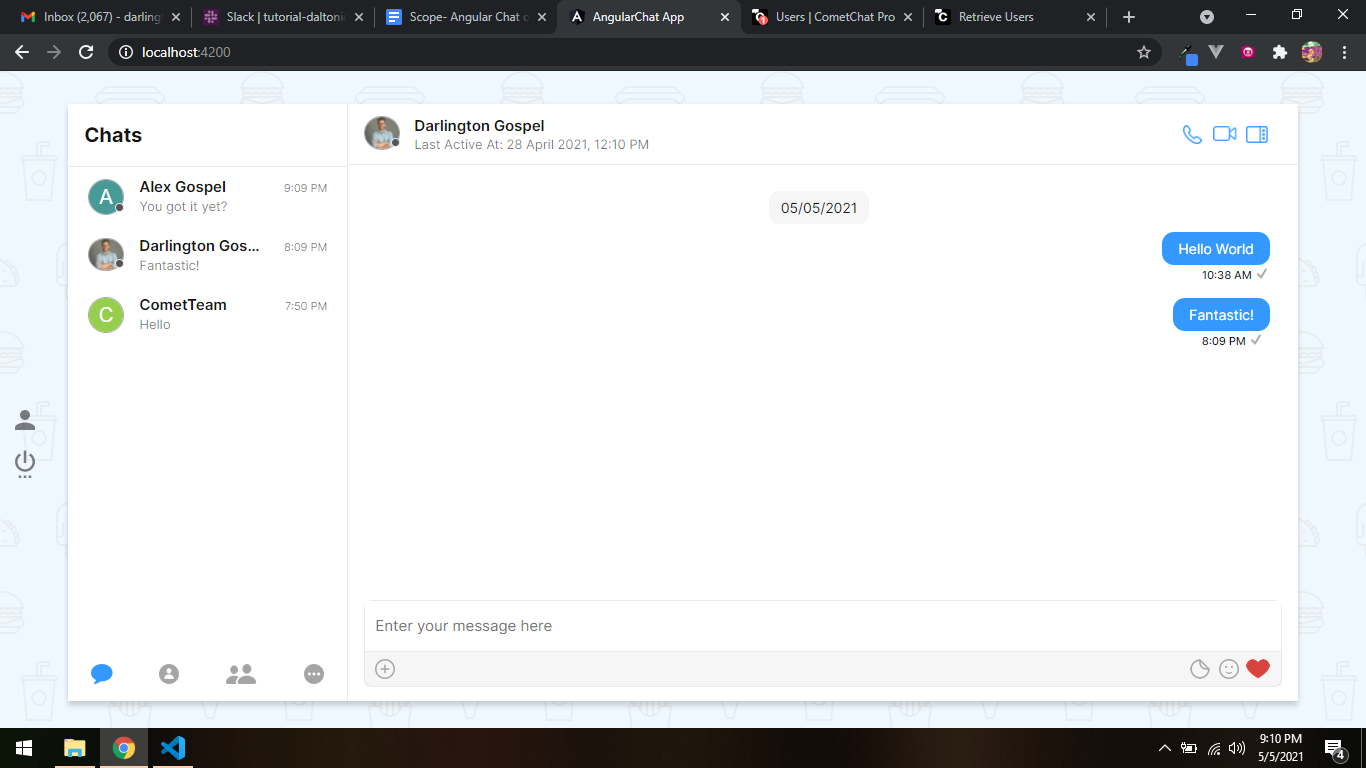 Inbox (2,067) - darling
Slack | tutorial-daltonic
Scope- Angular Chat
AngularChat App
Users | CometChat Pro
Retrieve Users
localhost:4200
Chats
Alex Gospel 9:09 PM
You got it yet?
Darlington Gos... 8:09 PM
Fantastic!
CometTeam 7:50 PM
Hello
Darlington Gospel
Last Active At: 28 April 2021, 12:10 PM
05/05/2021
Hello World
10:38 AM
Fantastic!
8:09 PM
Enter your message here
9:10 PM
5/5/2021
4